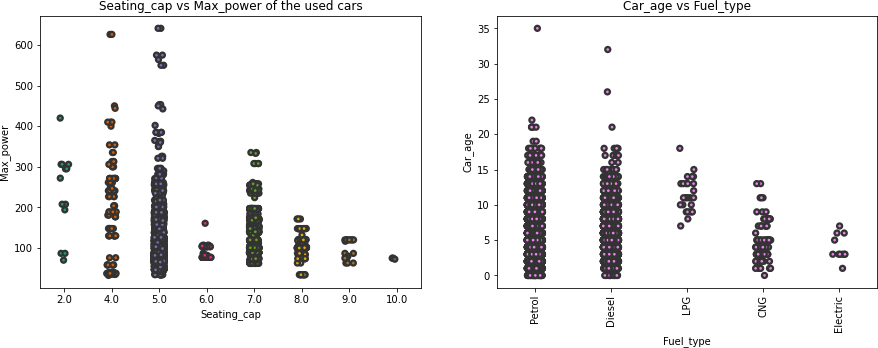 Seating_cap vs Max_power of the used cars
Max_power
600
500
400
300
200
100
2.0 4.0 5.0 6.0 7.0 8.0 9.0 10.0
Seating_cap
Car_age vs Fuel_type
Car_age
35
30
25
20
15
10
5
0
Petrol
Diesel
LPG
CNG
Electric
Fuel_type